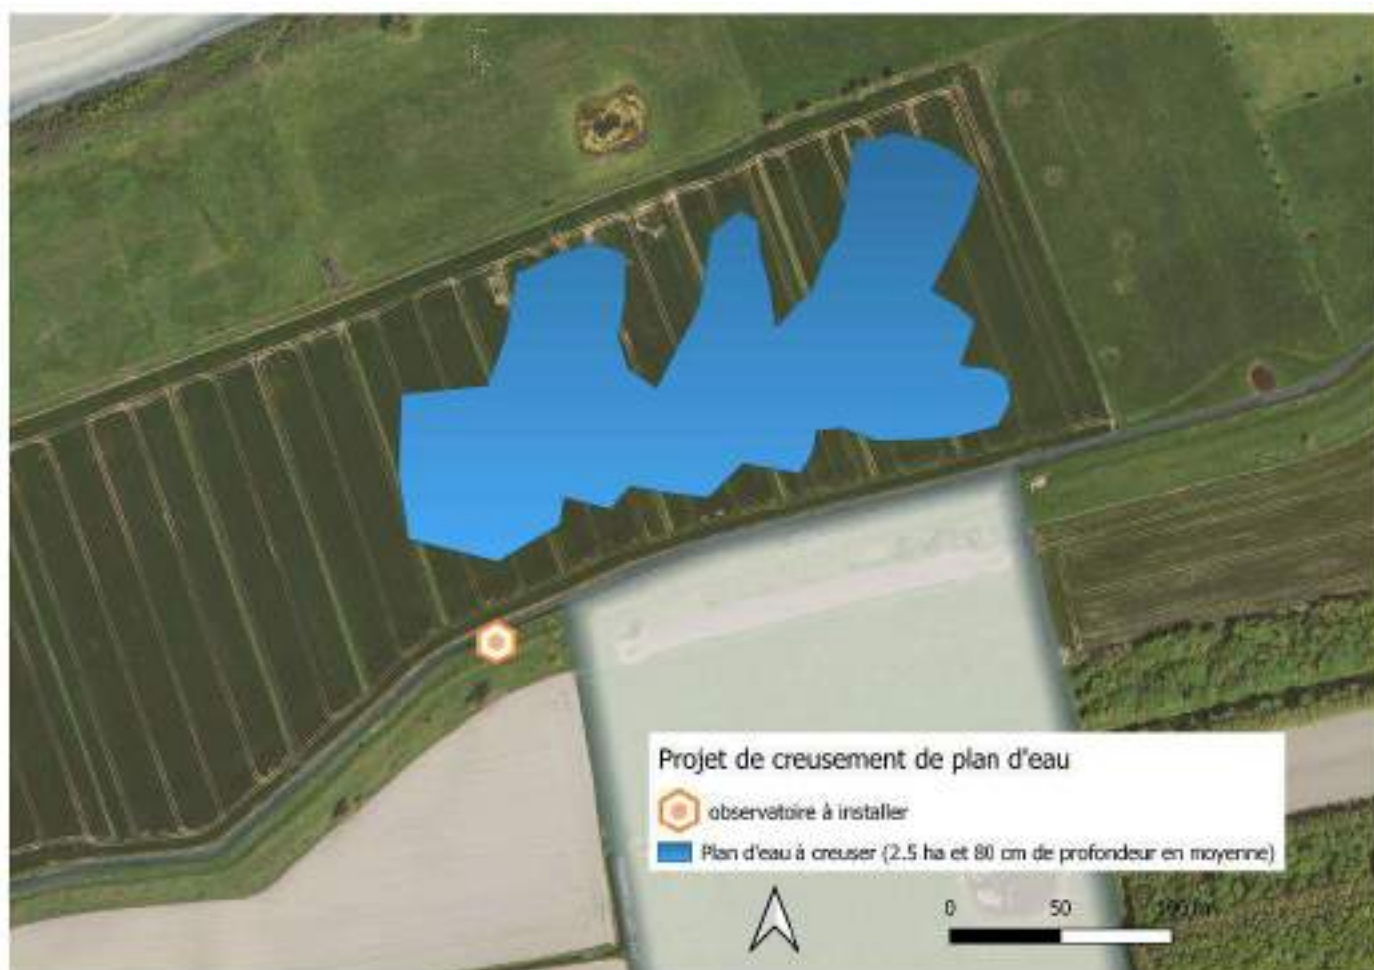 Projet de creusement de plan d'eau
observatoire à installer
Plan d'eau à creuser (2.5 ha et 80 cm de profondeur en moyenne)
0 50 100 m